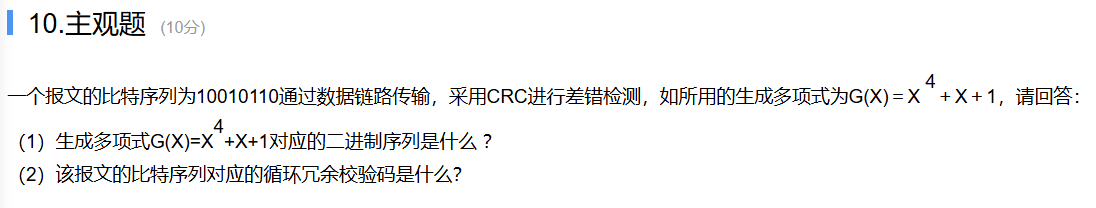 10.主观题 (10分)
一个报文的比特序列为10010110通过数据链路传输，采用CRC进行差错检测，如所用的生成多项式为G(X)＝X⁴＋X＋1，请回答：
（1）生成多项式G(X)=X⁴+X+1对应的二进制序列是什么？
（2）该报文的比特序列对应的循环冗余校验码是什么？